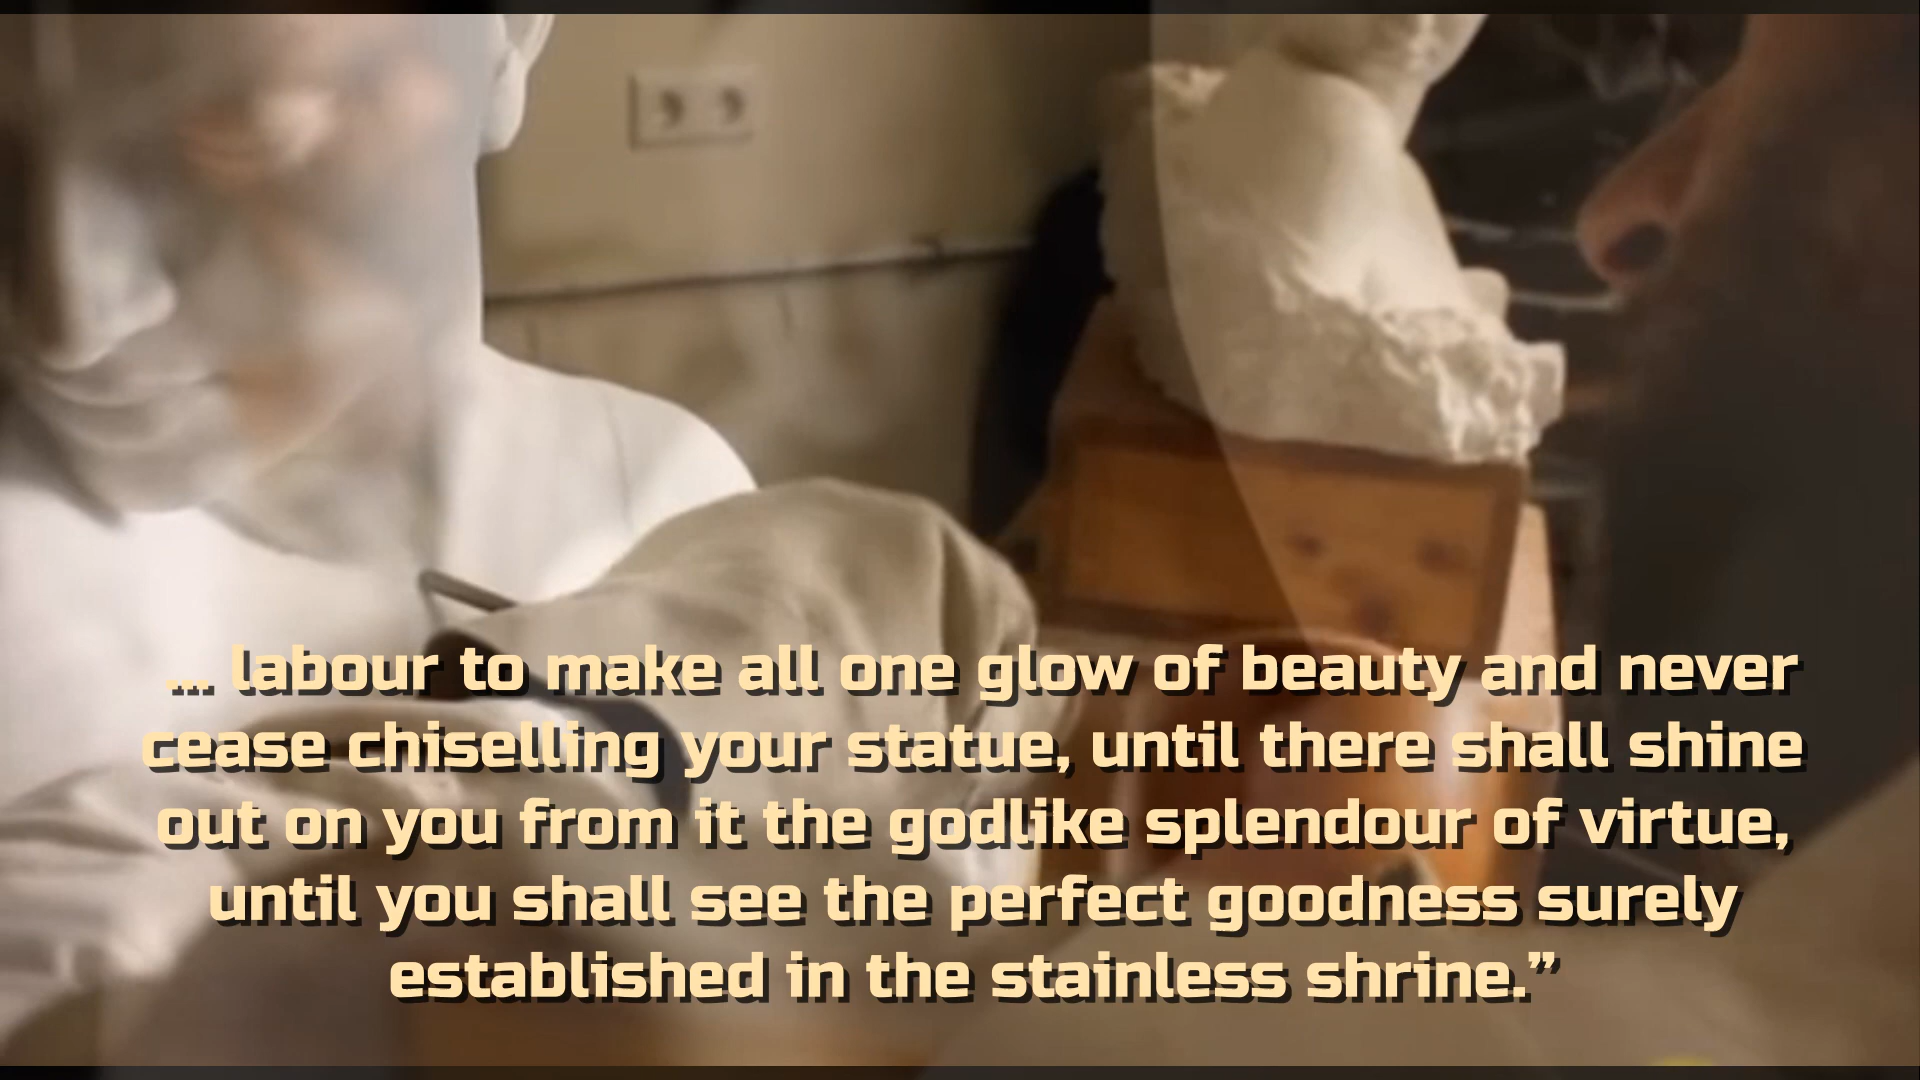 ... labour to make all one glow of beauty and never
cease chiselling your statue, until there shall shine
out on you from it the godlike splendour of virtue,
until you shall see the perfect goodness surely
established in the stainless shrine.”